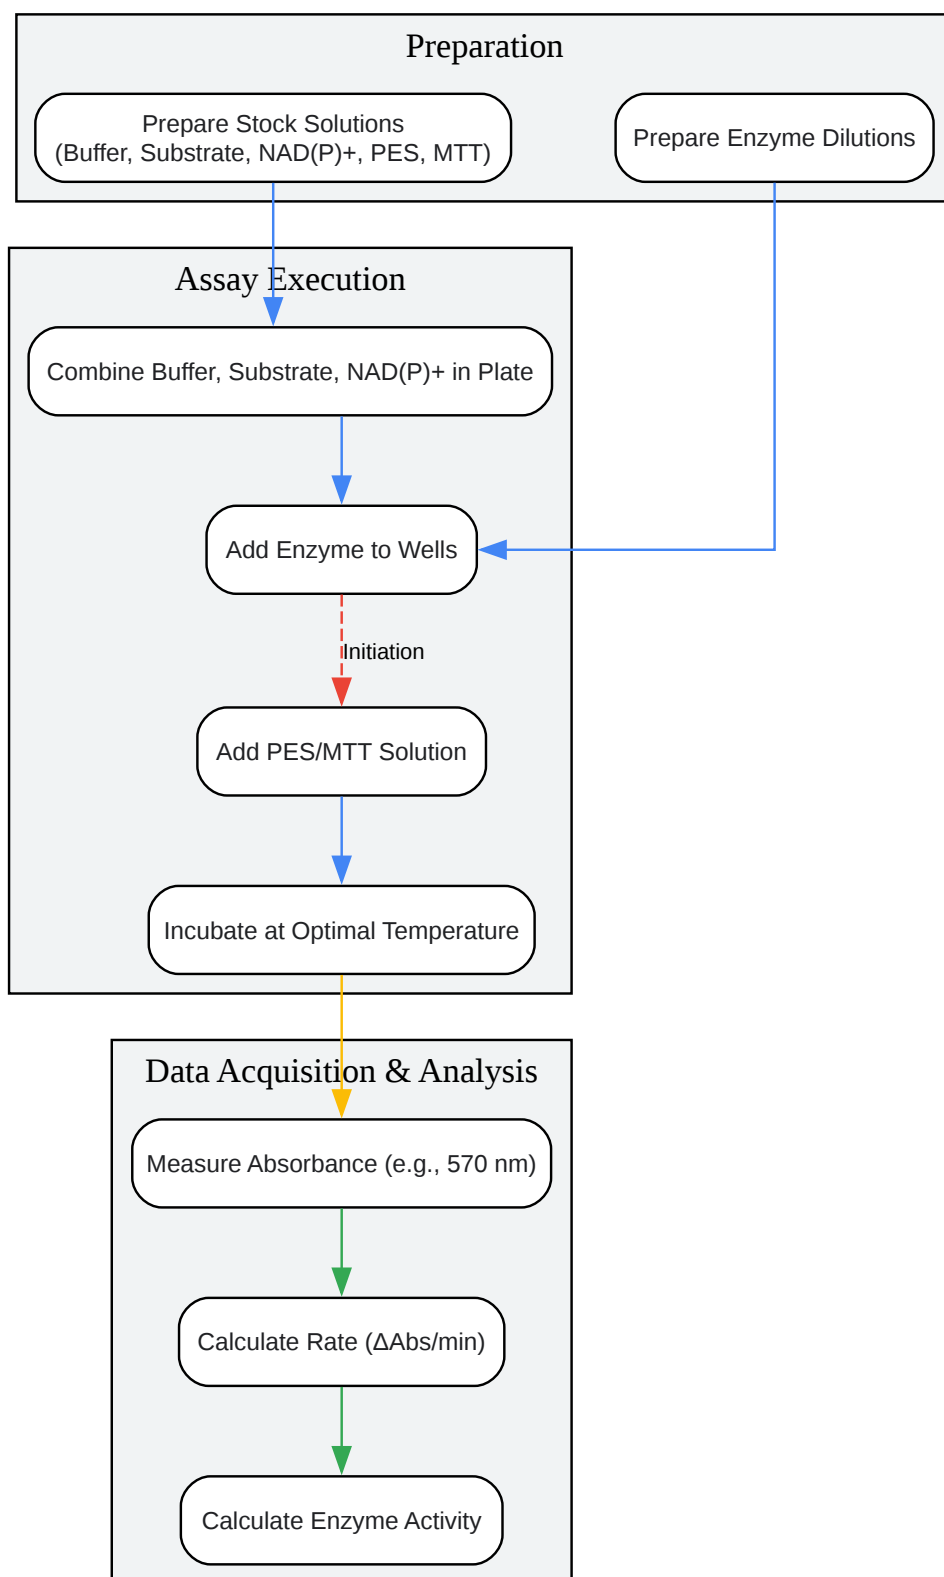 Preparation
Prepare Stock Solutions
(Buffer, Substrate, NAD(P)+, PES, MTT)
Prepare Enzyme Dilutions
Assay Execution
Combine Buffer, Substrate, NAD(P)+ in Plate
Add Enzyme to Wells
Initiation
Add PES/MTT Solution
Incubate at Optimal Temperature
Data Acquisition & Analysis
Measure Absorbance (e.g., 570 nm)
Calculate Rate (ΔAbs/min)
Calculate Enzyme Activity